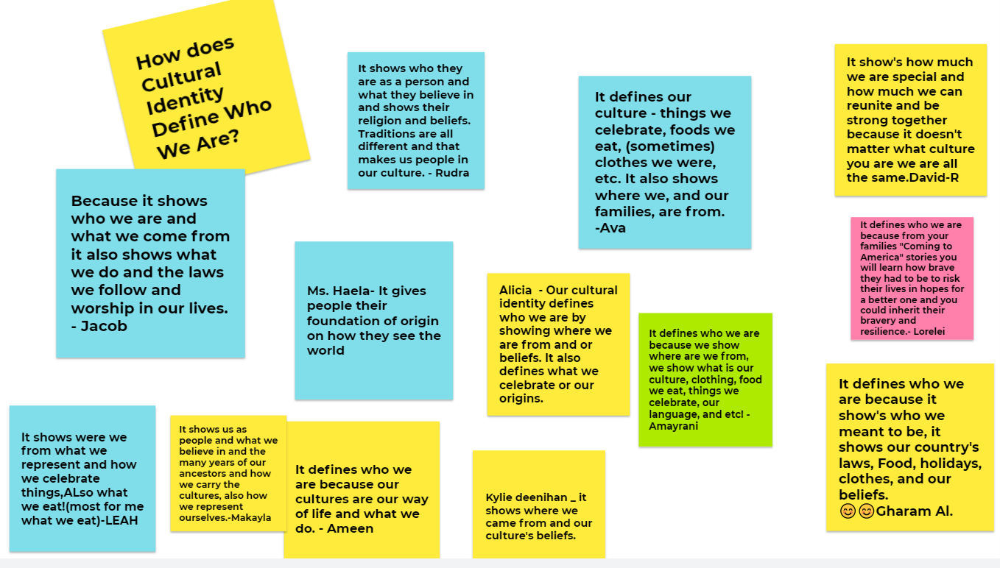 How does
Cultural
Identity
Define Who
We Are?
Because it shows
who we are and
what we come from
it also shows what
we do and the laws
we follow and
worship in our lives.
- Jacob
It shows who they
are as a person and
what they believe in
and shows their
religion and beliefs.
Traditions are all
different and that
makes us people in
our culture. - Rudra
It defines our
culture - things we
celebrate, foods we
eat, (sometimes)
clothes we were,
etc. It also shows
where we, and our
families, are from.
-Ava
It show's how much
we are special and
how much we can
reunite and be
strong together
because it doesn't
matter what culture
you are we are all
the same.David-R
It defines who we are
because from your
families "Coming to
America" stories you
will learn how brave
they had to be to risk
their lives in hopes for
a better one and you
could inherit their
bravery and
resilience.- Lorelei
Ms. Haela- It gives
people their
foundation of origin
on how they see the
world
Alicia  - Our cultural
identity defines
who we are by
showing where we
are from and or
beliefs. It also
defines what we
celebrate or our
origins.
It defines who we are
because we show
where are we from,
we show what is our
culture, clothing, food
we eat, things we
celebrate, our
language, and etc! -
Amayrani
It defines who we
are because it
show's who we
meant to be, it
shows our country's
laws, Food, holidays,
clothes, and our
beliefs.
😊😊Gharam Al.
It shows were we
from what we
represent and how
we celebrate
things,ALso what
we eat!(most for me
what we eat)-LEAH
It shows us as
people and what we
believe in and the
many years of our
ancestors and how
we carry the
cultures, also how
we represent
ourselves.-Makayla
It defines who we
are because our
cultures are our way
of life and what we
do. - Ameen
Kylie deenihan _ it
shows where we
came from and our
culture's beliefs.